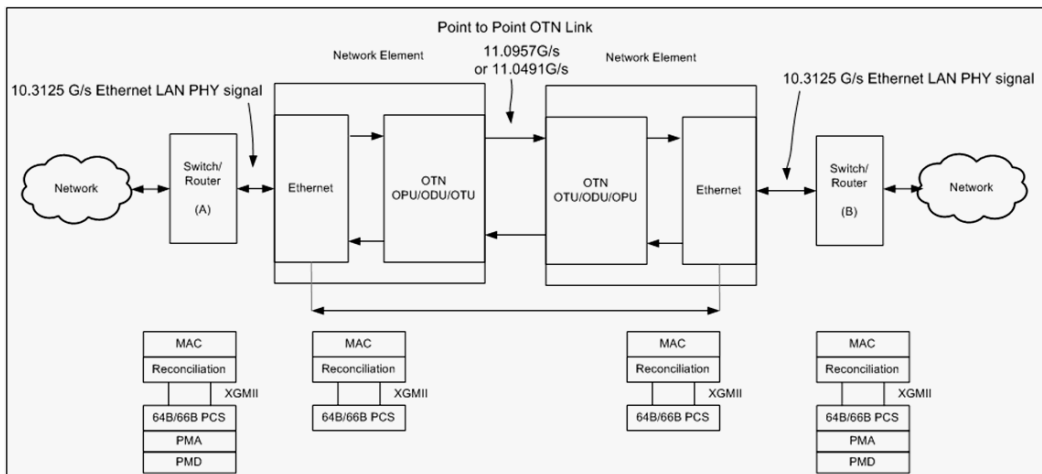 Point to Point OTN Link
Network Element
11.0957G/s
or 11.0491G/s
Network Element
10.3125 G/s Ethernet LAN PHY signal
10.3125 G/s Ethernet LAN PHY signal
Network
Switch/
Router
(A)
Ethernet
OTN
OPU/ODU/OTU
OTN
OTU/ODU/OPU
Ethernet
Switch/
Router
(B)
Network
MAC
Reconciliation
XGMII
64B/66B PCS
PMA
PMD
MAC
Reconciliation
XGMII
64B/66B PCS
MAC
Reconciliation
XGMII
64B/66B PCS
MAC
Reconciliation
XGMII
64B/66B PCS
PMA
PMD